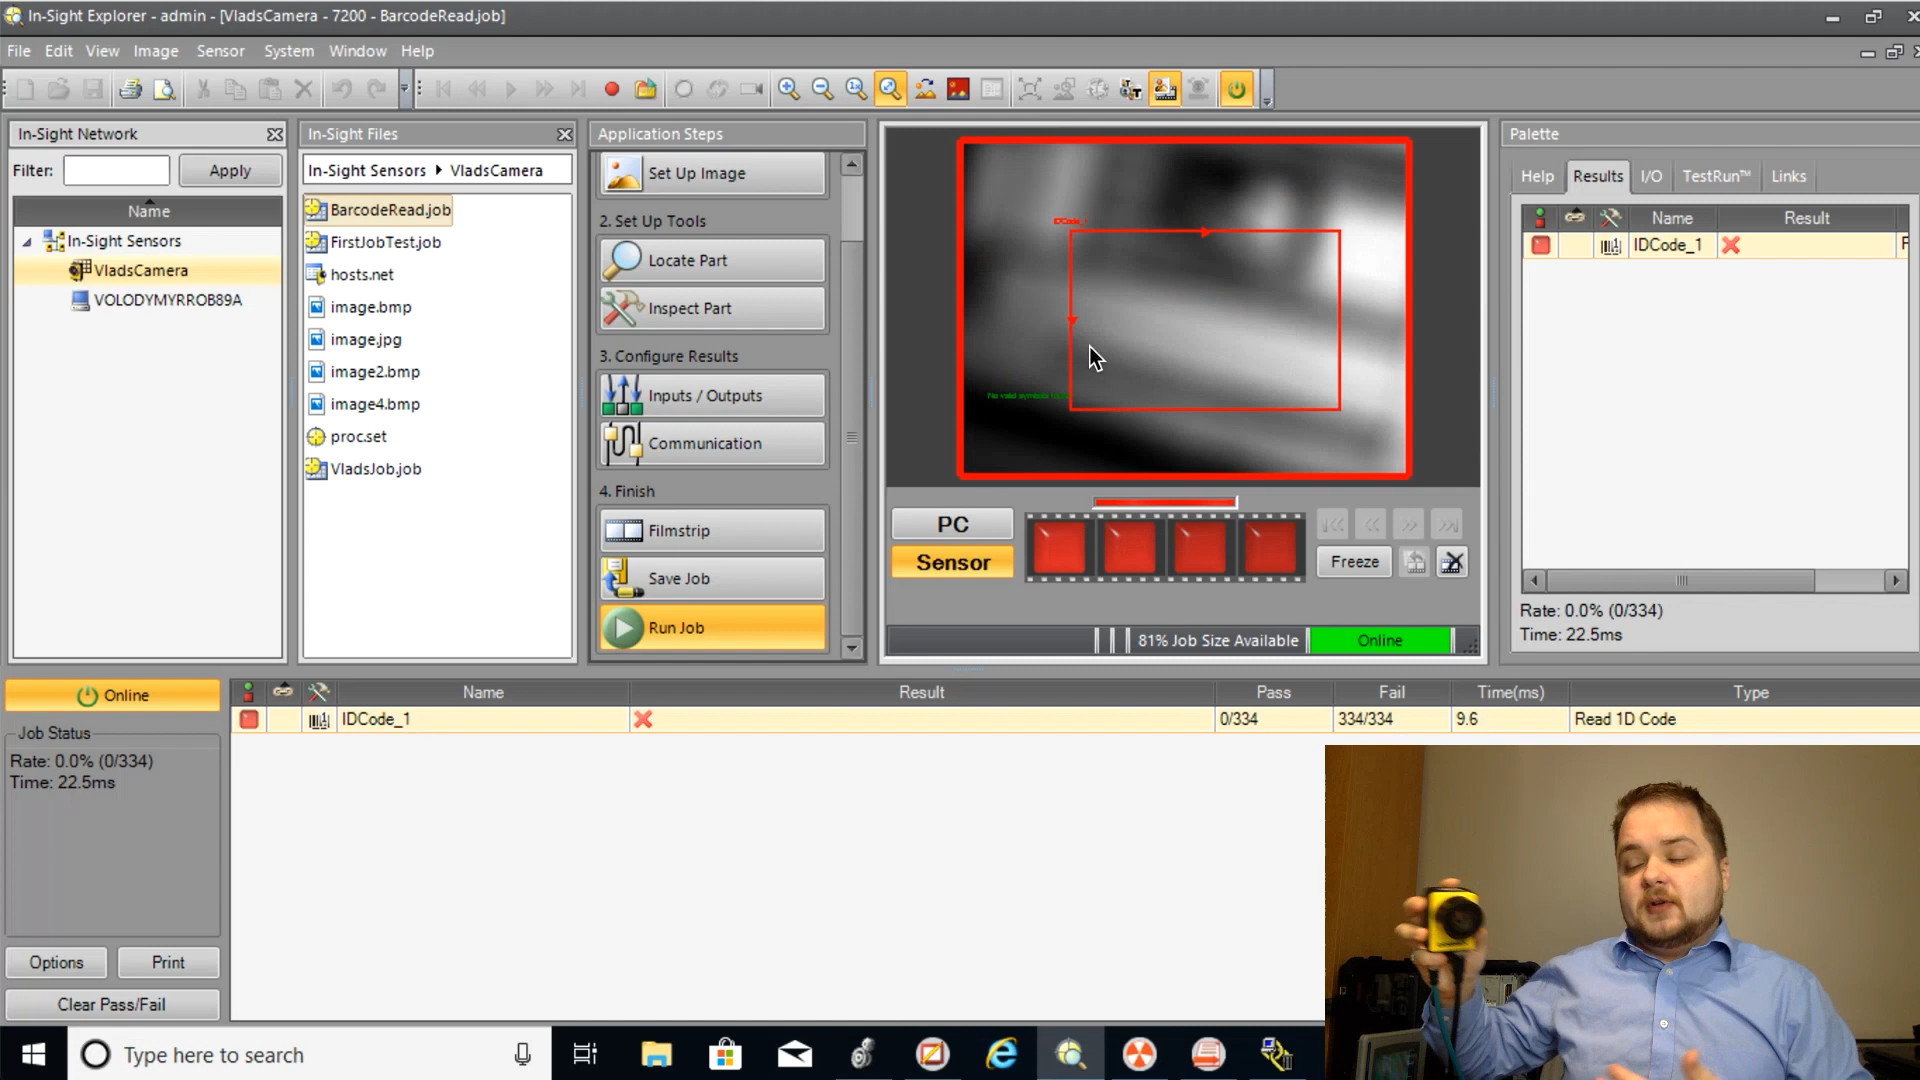 In-Sight Explorer - admin - [VladsCamera - 7200 - BarcodeRead.job]
File Edit View Image Sensor System Window Help
In-Sight Network
Filter:
Apply
Name
In-Sight Sensors
VladsCamera
VOLODYMYRROB89A
In-Sight Files
In-Sight Sensors VladsCamera
BarcodeRead.job
FirstJobTest.job
hosts.net
image.bmp
image.jpg
image2.bmp
image4.bmp
proc.set
VladsJob.job
Application Steps
Set Up Image
2. Set Up Tools
Locate Part
Inspect Part
3. Configure Results
Inputs / Outputs
Communication
4. Finish
Filmstrip
Save Job
Run Job
IDCode_1
No valid symbols
PC
Sensor
Freeze
81% Job Size Available
Online
Palette
Help Results I/O TestRun™ Links
Name Result
IDCode_1
Rate: 0.0% (0/334)
Time: 22.5ms
Online
Job Status
Rate: 0.0% (0/334)
Time: 22.5ms
Options
Print
Clear Pass/Fail
Name Result Pass Fail Time(ms) Type
IDCode_1 0/334 334/334 9.6 Read 1D Code
Type here to search